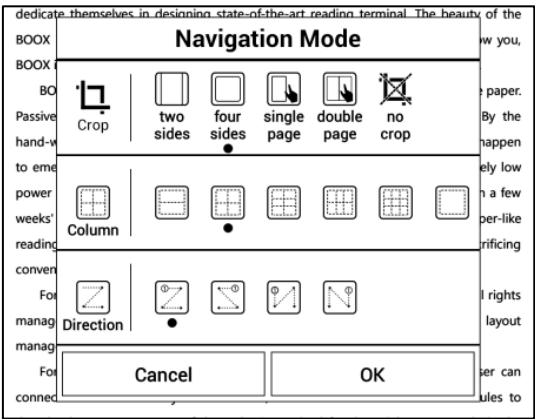 dedicate themselves in designing state-of-the-art reading terminal. The beauty of the
BOOX
Navigation Mode
ow you,
BOOX i
BO
paper.
Crop
two sides
four sides
single page
double page
no crop
Passive
By the
hand-w
happen
to eme
ely low
power
n a few
Column
weeks'
per-like
reading
crificing
conven
For
l rights
manag
Direction
layout
manag
For
Cancel
OK
ser can
connec
ules to